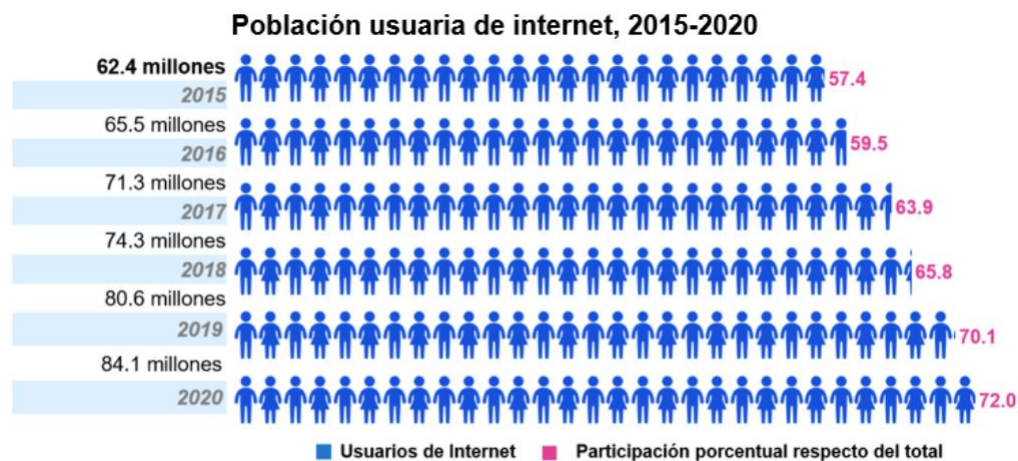 Población usuaria de internet, 2015-2020
62.4 millones
57.4
2015
65.5 millones
59.5
2016
71.3 millones
63.9
2017
74.3 millones
65.8
2018
80.6 millones
70.1
2019
84.1 millones
72.0
2020
Usuarios de Internet
Participación porcentual respecto del total